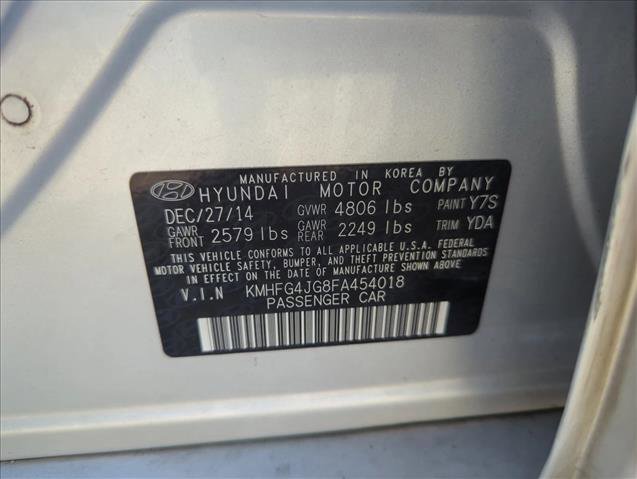 MANUFACTURED IN KOREA BY
HYUNDAI MOTOR COMPANY
DEC/27/14 GVWR 4806 lbs PAINT Y7S
GAWR FRONT 2579 lbs GAWR REAR 2249 lbs TRIM YDA
THIS VEHICLE CONFORMS TO ALL APPLICABLE U.S.A. FEDERAL
MOTOR VEHICLE SAFETY, BUMPER, AND THEFT PREVENTION STANDARDS
IN EFFECT ON THE DATE OF MANUFACTURE SHOWN ABOVE.
V.I.N KMHFG4JG8FA454018
PASSENGER CAR